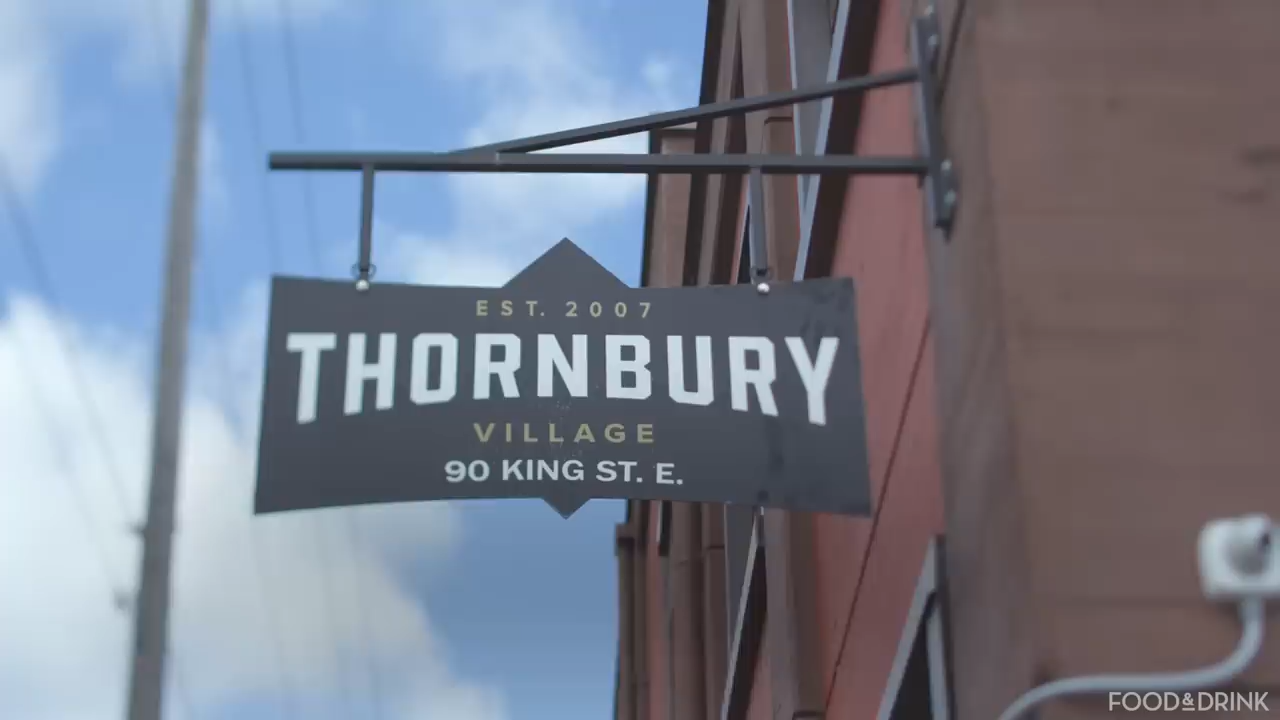 EST. 2007
THORNBURY
VILLAGE
90 KING ST. E.
FOOD&DRINK